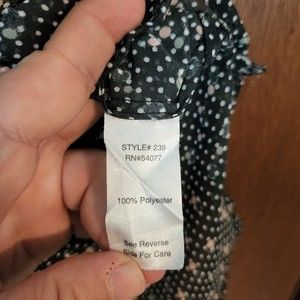 STYLE# 239
RN#54077
100% Polyester
See Reverse
Side For Care